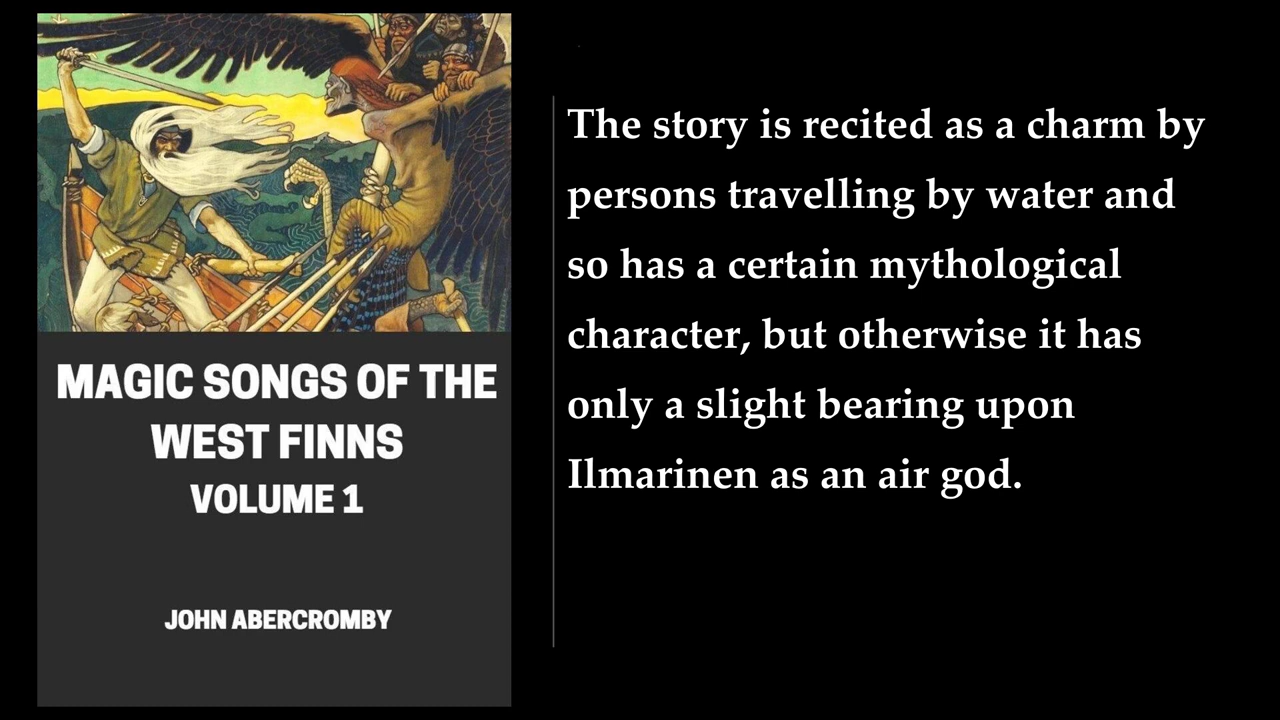 MAGIC SONGS OF THE
WEST FINNS
VOLUME 1
JOHN ABERCROMBY
The story is recited as a charm by
persons travelling by water and
so has a certain mythological
character, but otherwise it has
only a slight bearing upon
Ilmarinen as an air god.